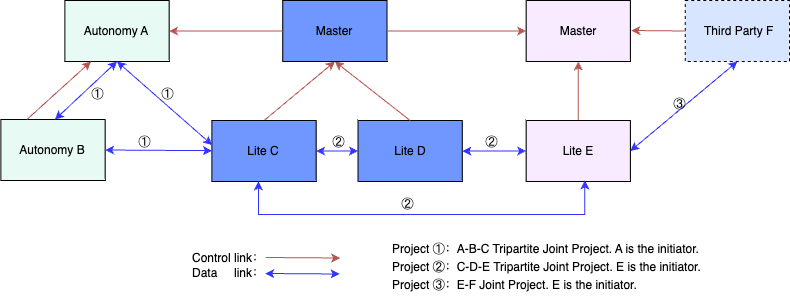 Autonomy A
Master
Master
Third Party F
①
①
③
Autonomy B
①
Lite C
②
Lite D
②
Lite E
②
Control link：
Data link：
Project ①：A-B-C Tripartite Joint Project. A is the initiator.
Project ②：C-D-E Tripartite Joint Project. E is the initiator.
Project ③：E-F Joint Project. E is the initiator.